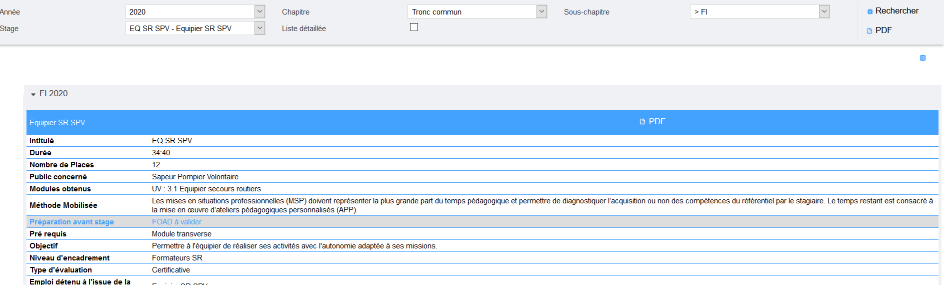 Année 2020 Chapitre Tronc commun Sous-chapitre > FI Rechercher
Stage EQ SR SPV - Equipier SR SPV Liste détaillée PDF
FI 2020
Equipier SR SPV PDF
Intitulé EQ SR SPV
Durée 34:40
Nombre de Places 12
Public concerné Sapeur Pompier Volontaire
Modules obtenus UV : 3.1 Equipier secours routiers
Méthode Mobilisée Les mises en situations professionnelles (MSP) doivent représenter la plus grande part du temps pédagogique et permettre de diagnostiquer l'acquisition ou non des compétences du référentiel par le stagiaire. Le temps restant est consacré à
la mise en œuvre d'ateliers pédagogiques personnalisés (APP).
Préparation avant stage FOAD à valider
Pré requis Module transverse
Objectif Permettre à l'équipier de réaliser ses activités avec l'autonomie adaptée à ses missions.
Niveau d'encadrement Formateurs SR
Type d'évaluation Certificative
Emploi détenu à l'issue de la Equipier SR SPV